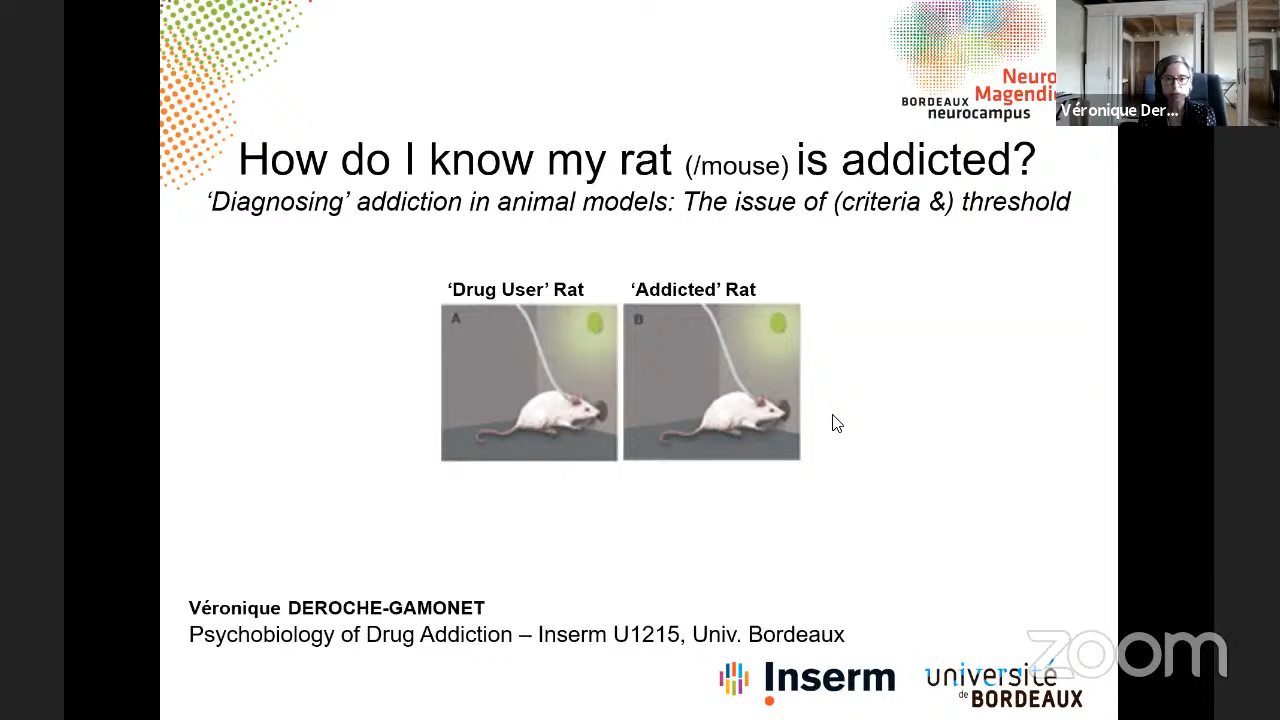 BORDEAUX
neurocampus
Neuro
Magendi
Véronique Der...
How do I know my rat (/mouse) is addicted?
‘Diagnosing’ addiction in animal models: The issue of (criteria &) threshold
‘Drug User’ Rat
‘Addicted’ Rat
A
B
Véronique DEROCHE-GAMONET
Psychobiology of Drug Addiction – Inserm U1215, Univ. Bordeaux
zoom
Inserm
université
de BORDEAUX